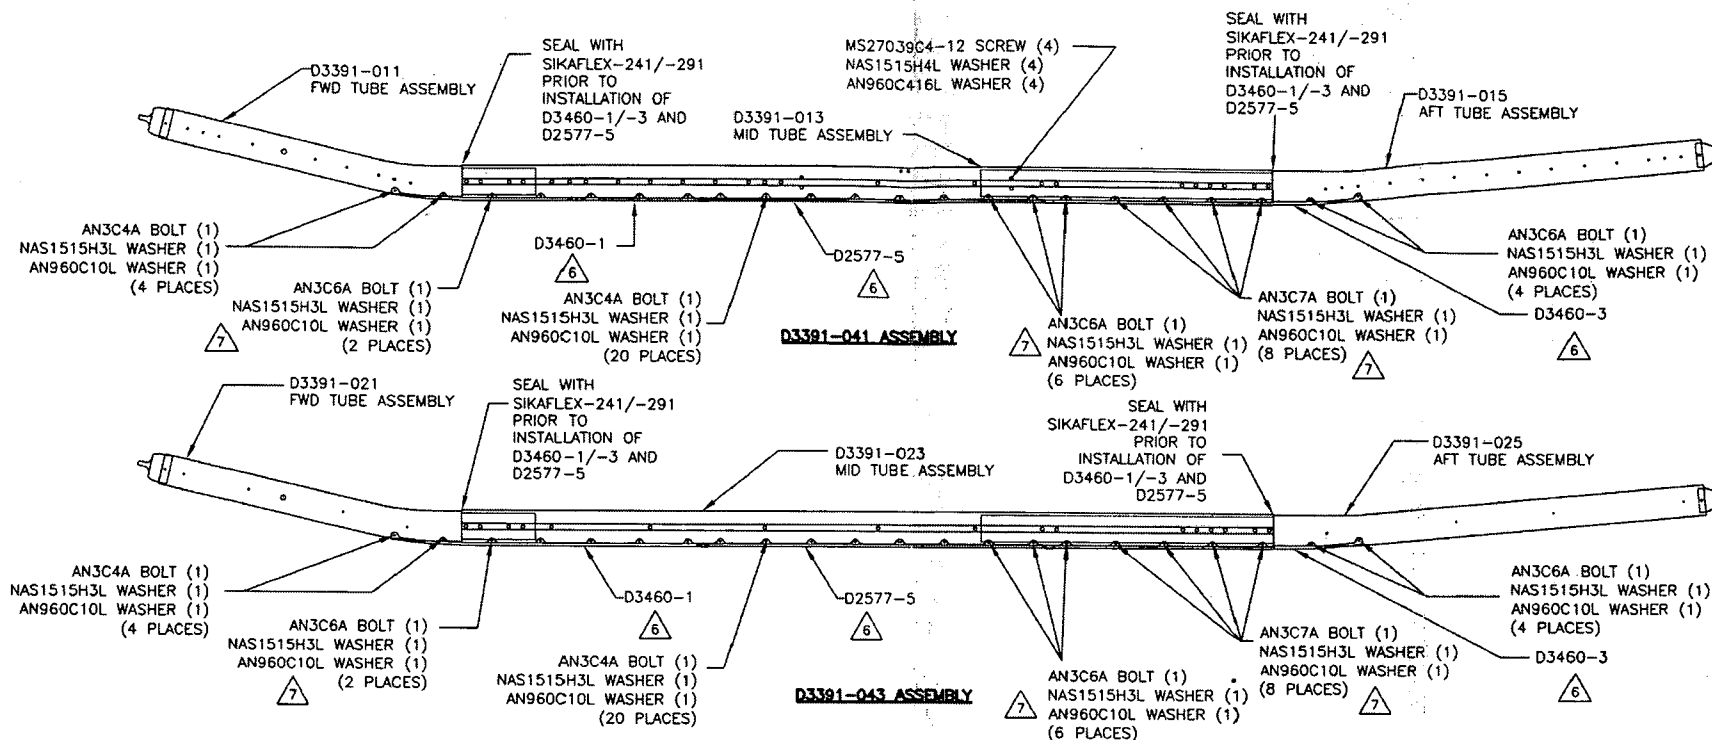 D3391-011
FWD TUBE ASSEMBLY
SEAL WITH
SIKAFLEX-241/-291
PRIOR TO
INSTALLATION OF
D3460-1/-3 AND
D2577-5
D3391-013
MID TUBE ASSEMBLY
MS27039C4-12 SCREW (4)
NAS1515H4L WASHER (4)
AN960C416L WASHER (4)
SEAL WITH
SIKAFLEX-241/-291
PRIOR TO
INSTALLATION OF
D3460-1/-3 AND
D2577-5
D3391-015
AFT TUBE ASSEMBLY
AN3C4A BOLT (1)
NAS1515H3L WASHER (1)
AN960C10L WASHER (1)
(4 PLACES)
AN3C6A BOLT (1)
NAS1515H3L WASHER (1)
AN960C10L WASHER (1)
(2 PLACES)
7
D3460-1
6
AN3C4A BOLT (1)
NAS1515H3L WASHER (1)
AN960C10L WASHER (1)
(20 PLACES)
D2577-5
6
D3391-041 ASSEMBLY
7
AN3C6A BOLT (1)
NAS1515H3L WASHER (1)
AN960C10L WASHER (1)
(6 PLACES)
AN3C7A BOLT (1)
NAS1515H3L WASHER (1)
AN960C10L WASHER (1)
(8 PLACES)
7
AN3C6A BOLT (1)
NAS1515H3L WASHER (1)
AN960C10L WASHER (1)
(4 PLACES)
D3460-3
6
D3391-021
FWD TUBE ASSEMBLY
SEAL WITH
SIKAFLEX-241/-291
PRIOR TO
INSTALLATION OF
D3460-1/-3 AND
D2577-5
D3391-023
MID TUBE ASSEMBLY
SEAL WITH
SIKAFLEX-241/-291
PRIOR TO
INSTALLATION OF
D3460-1/-3 AND
D2577-5
D3391-025
AFT TUBE ASSEMBLY
AN3C4A BOLT (1)
NAS1515H3L WASHER (1)
AN960C10L WASHER (1)
(4 PLACES)
AN3C6A BOLT (1)
NAS1515H3L WASHER (1)
AN960C10L WASHER (1)
(2 PLACES)
7
D3460-1
6
AN3C4A BOLT (1)
NAS1515H3L WASHER (1)
AN960C10L WASHER (1)
(20 PLACES)
D2577-5
6
D3391-043 ASSEMBLY
7
AN3C6A BOLT (1)
NAS1515H3L WASHER (1)
AN960C10L WASHER (1)
(6 PLACES)
AN3C7A BOLT (1)
NAS1515H3L WASHER (1)
AN960C10L WASHER (1)
(8 PLACES)
7
AN3C6A BOLT (1)
NAS1515H3L WASHER (1)
AN960C10L WASHER (1)
(4 PLACES)
D3460-3
6